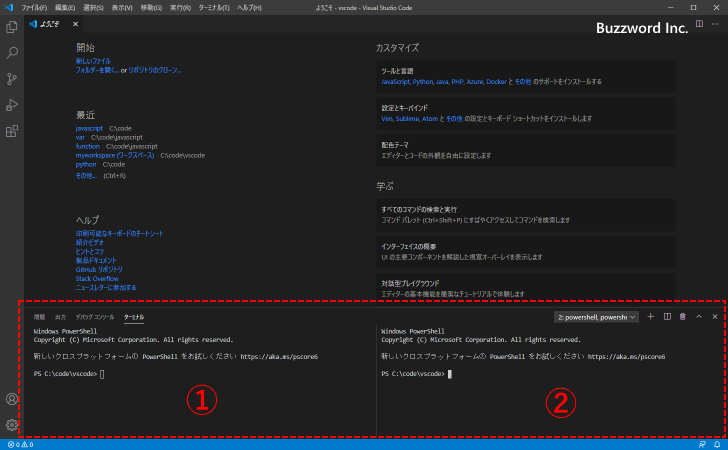 ファイル(F) 編集(E) 選択(S) 表示(V) 移動(G) 実行(R) ターミナル(T) ヘルプ(H)
ようこそ - vscode - Visual Studio Code
ようこそ
Buzzword Inc.
開始
新しいファイル
フォルダーを開く... or リポジトリのクローン...
最近
javascript C:\code
var C:\code\javascript
function C:\code\javascript
myworkspace (ワークスペース) C:\code\vscode
python C:\code
その他... (Ctrl+R)
ヘルプ
印刷可能なキーボードのチートシート
紹介ビデオ
ヒントとコツ
製品ドキュメント
GitHub リポジトリ
Stack Overflow
ニュースレターに参加する
カスタマイズ
ツールと言語
JavaScript, Python, Java, PHP, Azure, Docker と その他 のサポートをインストールする
設定とキーバインド
Vim, Sublime, Atom と その他 の設定とキーボード ショートカットをインストールします
配色テーマ
エディターとコードの外観を自由に設定します
学ぶ
すべてのコマンドの検索と実行
コマンド パレット (Ctrl+Shift+P) にすばやくアクセスしてコマンドを検索します
インターフェイスの概要
UI の主要コンポーネントを解説した視覚オーバーレイを表示します
対話型プレイグラウンド
エディターの基本機能を簡潔なチュートリアルで体験します
問題 出力 デバッグ コンソール ターミナル
2: powershell, powershe
Windows PowerShell
Copyright (C) Microsoft Corporation. All rights reserved.
新しいクロスプラットフォームの PowerShell をお試しください https://aka.ms/pscore6
PS C:\code\vscode>
①
Windows PowerShell
Copyright (C) Microsoft Corporation. All rights reserved.
新しいクロスプラットフォームの PowerShell をお試しください https://aka.ms/pscore6
PS C:\code\vscode>
②
0 0